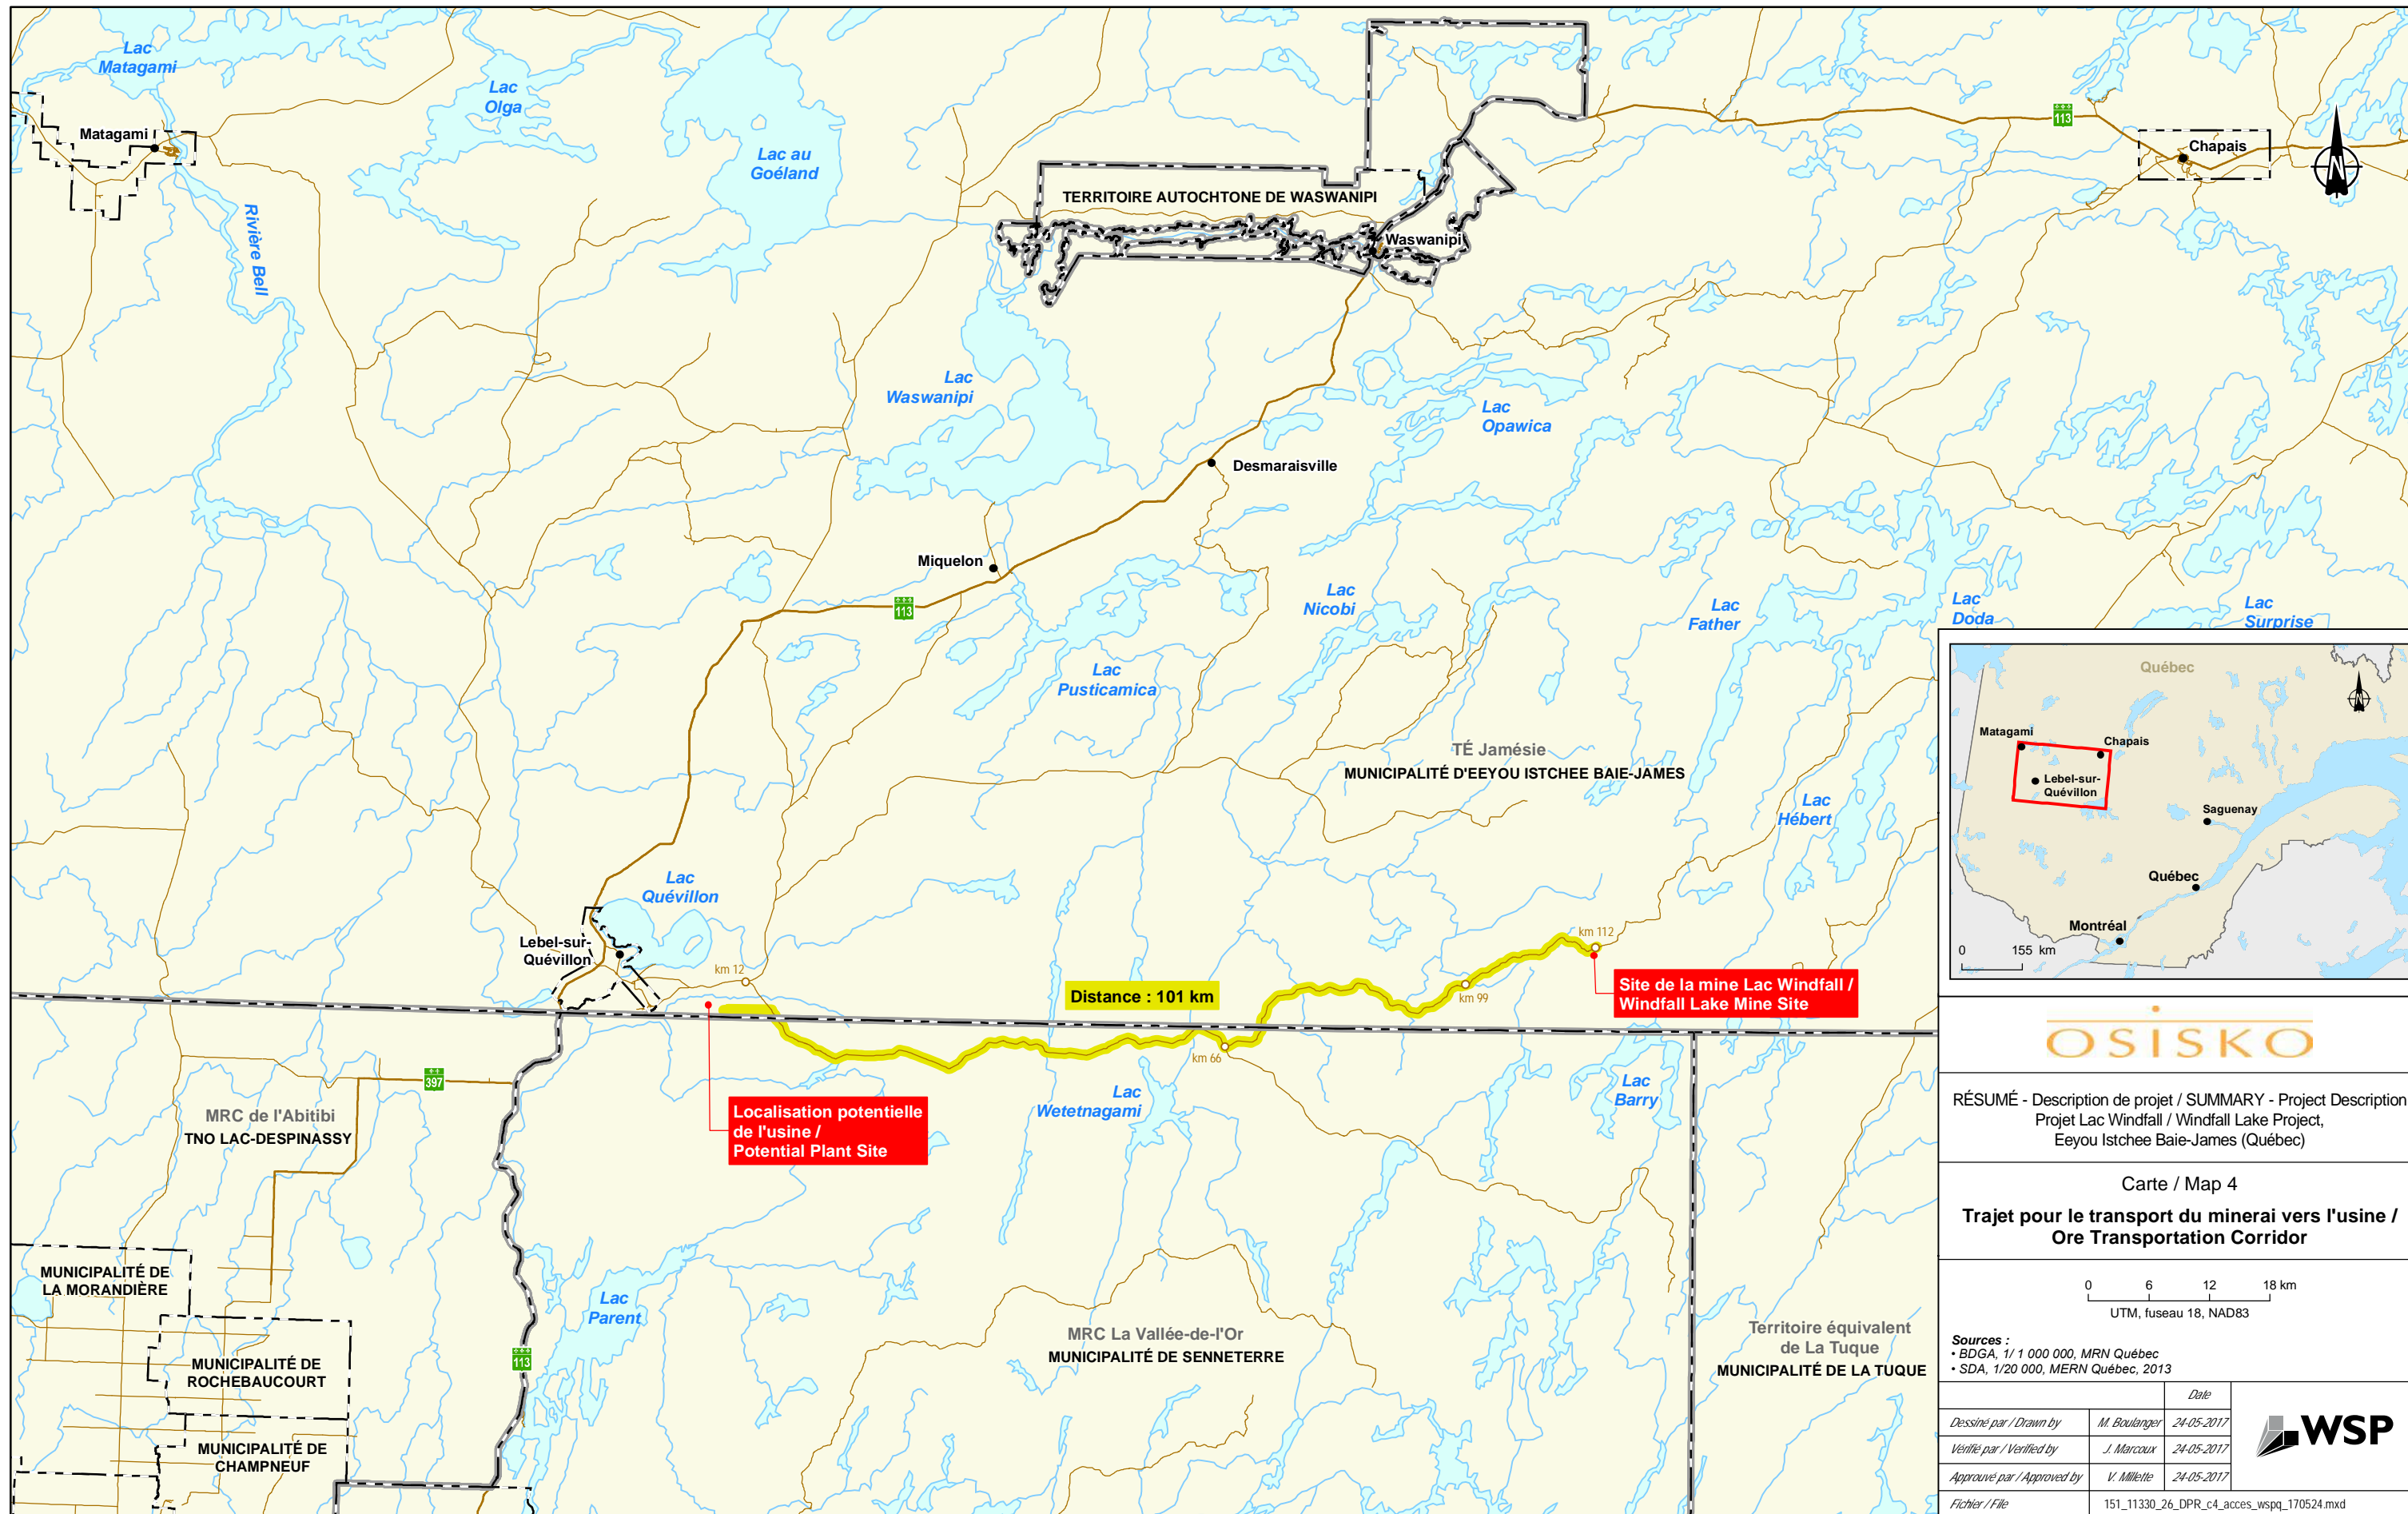 Lac
Matagami
Matagami
Lac
Olga
Lac au
Goéland
Rivière Bell
TERRITOIRE AUTOCHTONE DE WASWANIPI
Waswanipi
113
Chapais
N
Lac
Waswanipi
Lac
Opawica
Desmaraisville
Miquelon
113
Lac
Nicobi
Lac
Father
Lac
Doda
Lac
Surprise
Lac
Pusticamica
TÉ Jamésie
MUNICIPALITÉ D'EEYOU ISTCHEE BAIE-JAMES
Lac
Hébert
Lac
Quévillon
Lebel-sur-
Quévillon
km 12
Distance : 101 km
km 66
km 99
km 112
Site de la mine Lac Windfall /
Windfall Lake Mine Site
Localisation potentielle
de l'usine /
Potential Plant Site
Lac
Wetetnagami
Lac
Barry
397
MRC de l'Abitibi
TNO LAC-DESPINASSY
MUNICIPALITÉ DE
LA MORANDIÈRE
MUNICIPALITÉ DE
ROCHEBAUCOURT
MUNICIPALITÉ DE
CHAMPNEUF
Lac
Parent
113
MRC La Vallée-de-l'Or
MUNICIPALITÉ DE SENNETERRE
Territoire équivalent
de La Tuque
MUNICIPALITÉ DE LA TUQUE
Québec
Matagami
Chapais
Lebel-sur-
Quévillon
Saguenay
Québec
Montréal
0 155 km
OSISKO
RÉSUMÉ - Description de projet / SUMMARY - Project Description
Projet Lac Windfall / Windfall Lake Project,
Eeyou Istchee Baie-James (Québec)
Carte / Map 4
Trajet pour le transport du minerai vers l'usine /
Ore Transportation Corridor
0 6 12 18 km
UTM, fuseau 18, NAD83
Sources :
• BDGA, 1/ 1 000 000, MRN Québec
• SDA, 1/20 000, MERN Québec, 2013
Date
Dessiné par / Drawn by M. Boulanger 24-05-2017
Vérifié par / Verified by J. Marcoux 24-05-2017
Approuvé par / Approved by V. Millette 24-05-2017
WSP
Fichier / File 151_11330_26_DPR_c4_acces_wspq_170524.mxd